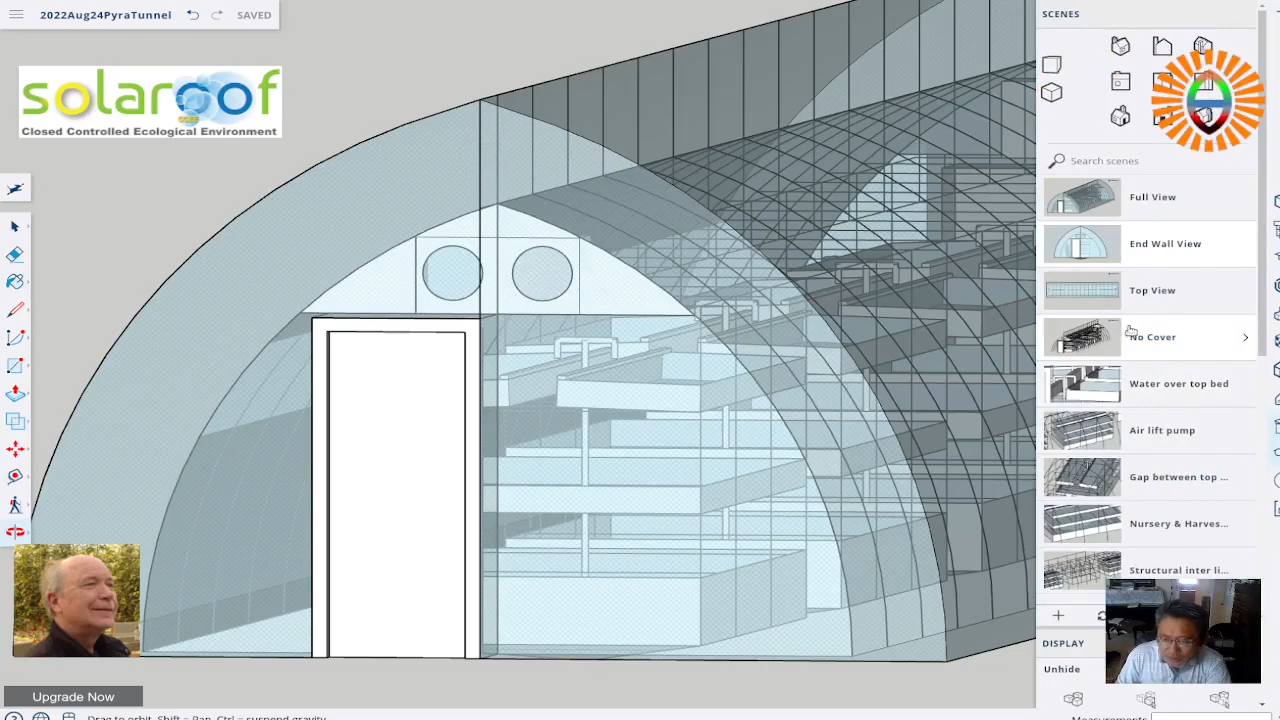 2022Aug24PyraTunnel
SAVED
SCENES
solaroof
Closed Controlled Ecological Environment
Search scenes
Full View
End Wall View
Top View
No Cover
Water over top bed
Air lift pump
Gap between top ...
Nursery & Harves...
Structural inter li...
DISPLAY
Unhide
Upgrade Now
Drag to orbit. Shift = Pan, Ctrl = suspend gravity
Measurements